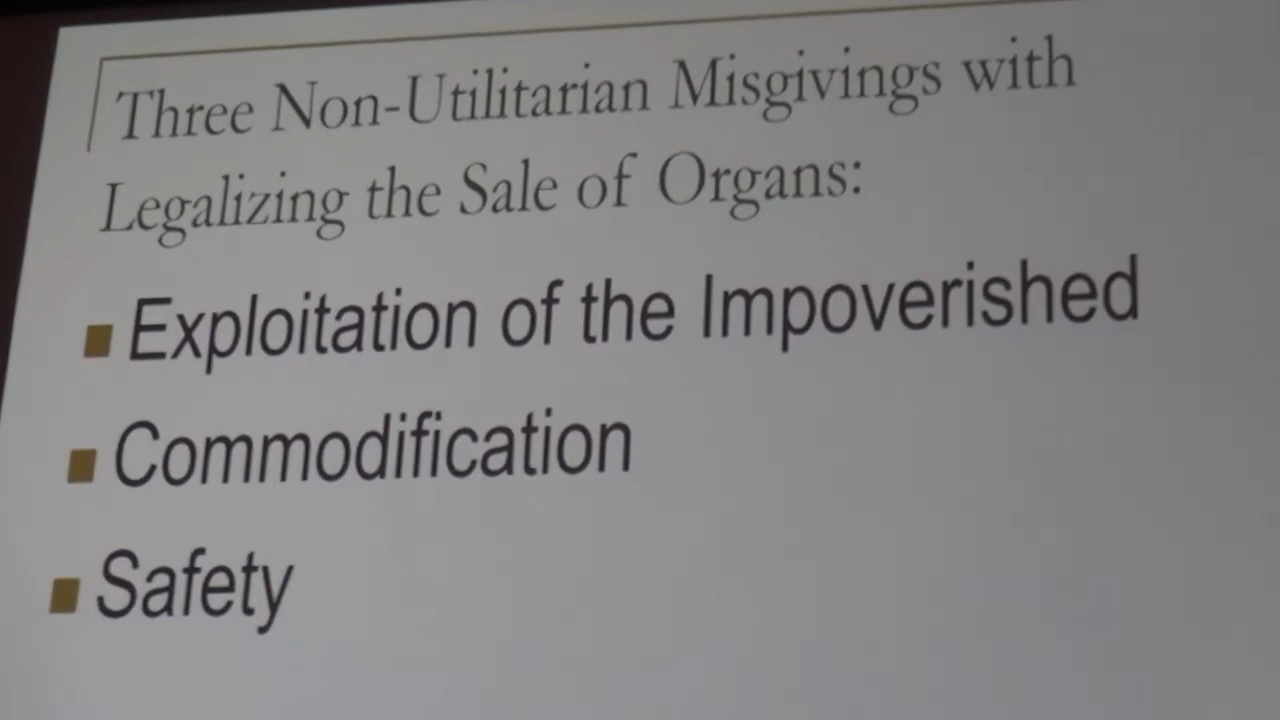 Three Non-Utilitarian Misgivings with
Legalizing the Sale of Organs:
Exploitation of the Impoverished
Commodification
Safety